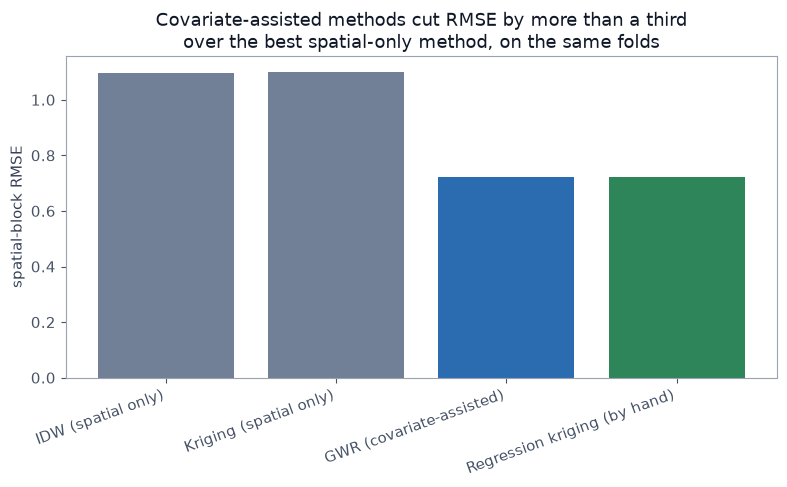 Covariate-assisted methods cut RMSE by more than a third
over the best spatial-only method, on the same folds
spatial-block RMSE
1.0
0.8
0.6
0.4
0.2
0.0
IDW (spatial only)
Kriging (spatial only)
GWR (covariate-assisted)
Regression kriging (by hand)